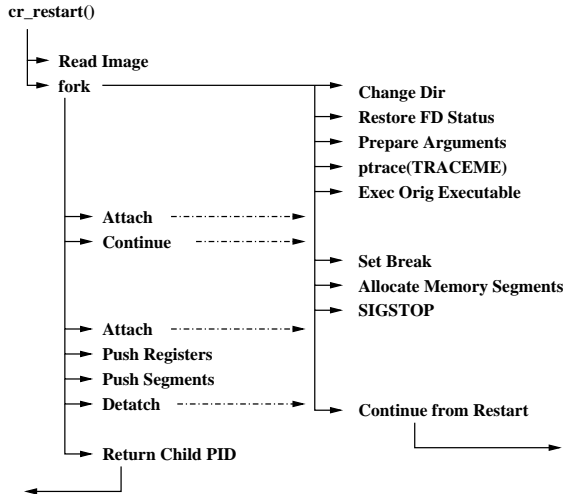 cr_restart()
Read Image
fork
Change Dir
Restore FD Status
Prepare Arguments
ptrace(TRACEME)
Exec Orig Executable
Attach
Continue
Set Break
Allocate Memory Segments
SIGSTOP
Attach
Push Registers
Push Segments
Detatch
Continue from Restart
Return Child PID